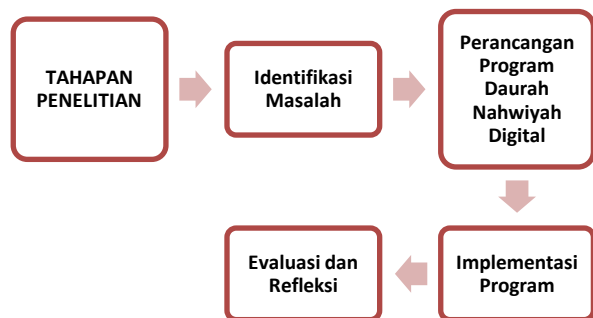 TAHAPAN
PENELITIAN
Identifikasi
Masalah
Perancangan
Program
Daurah
Nahwiyah
Digital
Implementasi
Program
Evaluasi dan
Refleksi